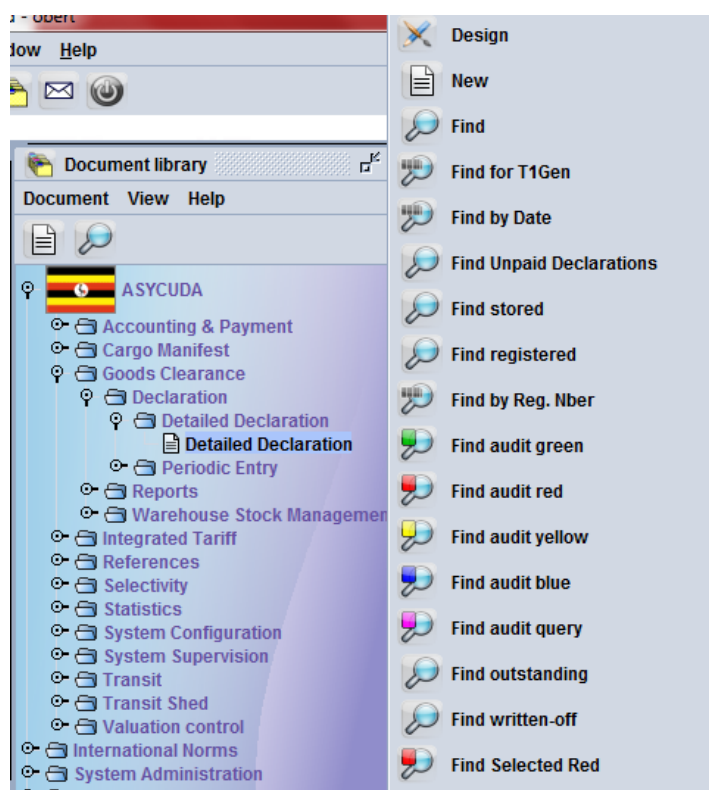 - obert
dow Help
Document library
Document View Help
ASYCUDA
Accounting & Payment
Cargo Manifest
Goods Clearance
Declaration
Detailed Declaration
Detailed Declaration
Periodic Entry
Reports
Warehouse Stock Managemen
Integrated Tariff
References
Selectivity
Statistics
System Configuration
System Supervision
Transit
Transit Shed
Valuation control
International Norms
System Administration
Design
New
Find
Find for T1Gen
Find by Date
Find Unpaid Declarations
Find stored
Find registered
Find by Reg. Nber
Find audit green
Find audit red
Find audit yellow
Find audit blue
Find audit query
Find outstanding
Find written-off
Find Selected Red